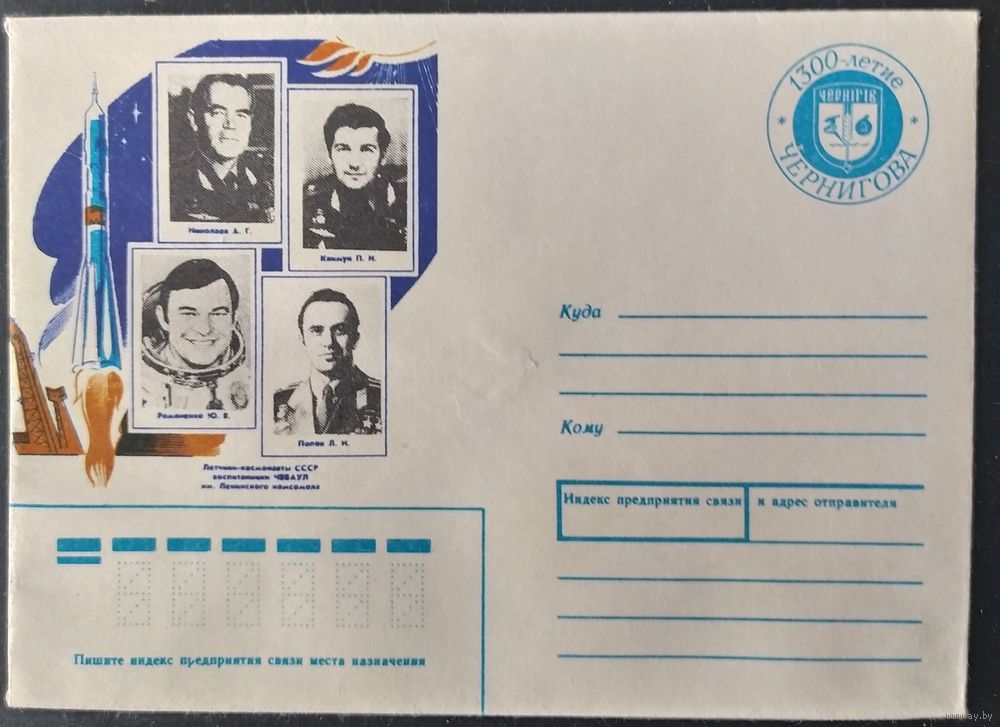 Николаев А. Г.
Климук П. И.
Романенко Ю. В.
Попов Л. И.
Летчики-космонавты СССР
воспитанники ЧВВАУЛ
им. Ленинского комсомола
1300-летие
ЧЕРНІГІВ
ЧЕРНИГОВА
Куда
Кому
Индекс предприятия связи и адрес отправителя
Пишите индекс предприятия связи места назначения